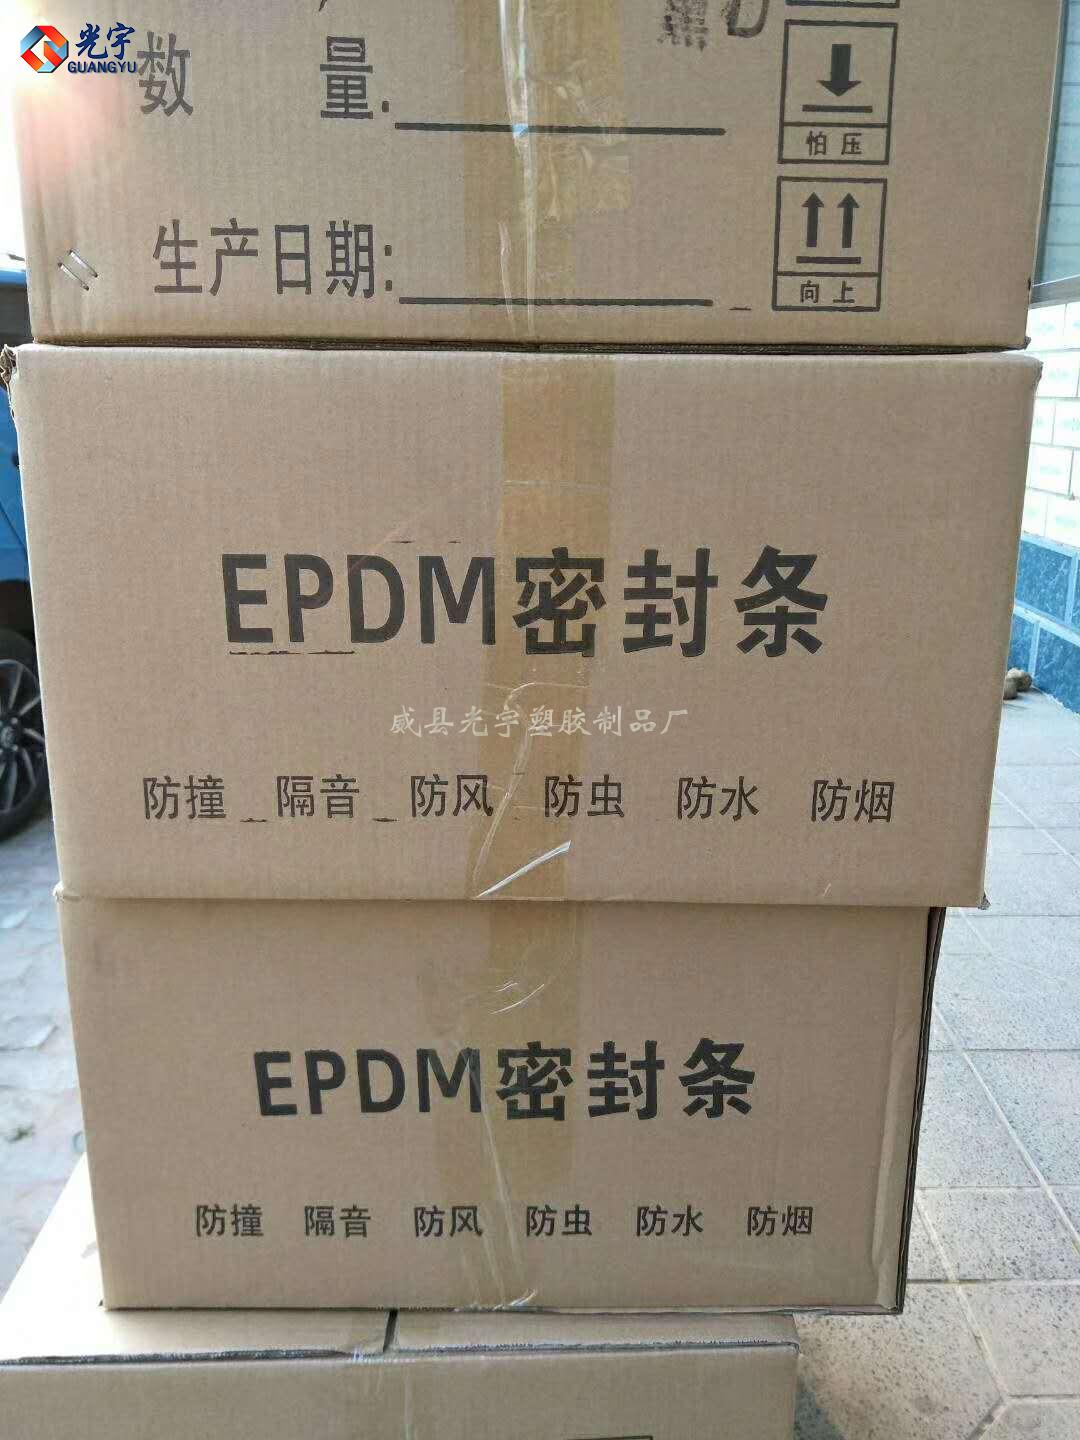 光宇
GUANGYU
数 量:
怕 压
生产日期:
向 上
EPDM密封条
威县光宇塑胶制品厂
防撞 隔音 防风 防虫 防水 防烟
EPDM密封条
防撞 隔音 防风 防虫 防水 防烟